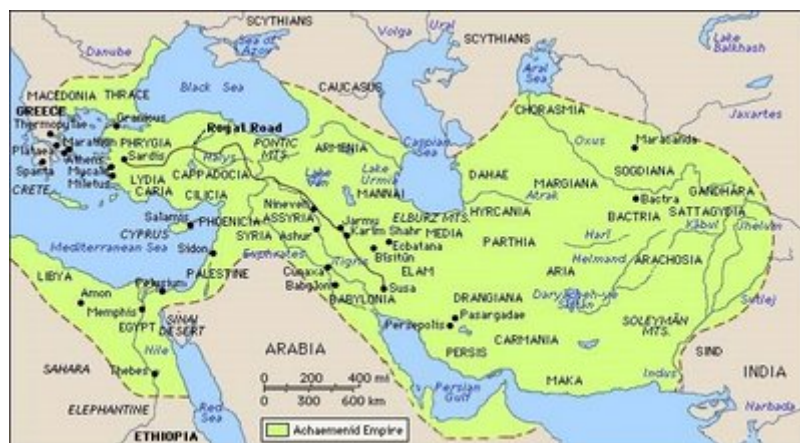 SCYTHIANS
Volga
Ural
Lake
Balkhash
Danube
Sea of
Azov
SCYTHIANS
Aral
Sea
Black Sea
CAUCASUS
CHORASMIA
Jaxartes
MACEDONIA
THRACE
GREECE
Granicus
Royal Road
Caspian
Sea
Oxus
Maracanda
Thermopylae
Marathon
PHRYGIA
PONTIC
MTS.
ARMENIA
SOGDIANA
Plataea
Athens
Sardis
Halys
Lake
Van
Lake
Urmia
DAHAE
MARGIANA
GANDHARA
Sparta
Mycale
LYDIA
CAPPADOCIA
MANNAI
Atrek
Bactra
CRETE
Miletus
CARIA
CILICIA
Nineveh
ELBURZ MTS.
HYRCANIA
BACTRIA
SATTAGYDIA
Salamis
PHOENICIA
ASSYRIA
Jarmu
MEDIA
Kābul
Jhelum
CYPRUS
SYRIA
Ashur
Karim Shahr
PARTHIA
Harī
Mediterranean Sea
Ecbatana
Sidon
Euphrates
Tigris
Bīsitūn
Helmand
ARACHOSIA
LIBYA
PALESTINE
Cunaxa
ELAM
ARIA
Pelusium
Babylon
Susa
DRANGIANA
Amon
BABYLONIA
Sutlej
Memphis
SINAI
DESERT
Pasargadae
SOLEYMĀN
MTS.
EGYPT
Persepolis
CARMANIA
SIND
Nile
ARABIA
PERSIS
SAHARA
0 200 400 mi
Indus
INDIA
Thebes
0 300 600 km
Persian
Gulf
MAKA
ELEPHANTINE
Red
Sea
Narbada
ETHIOPIA
Achaemenid Empire